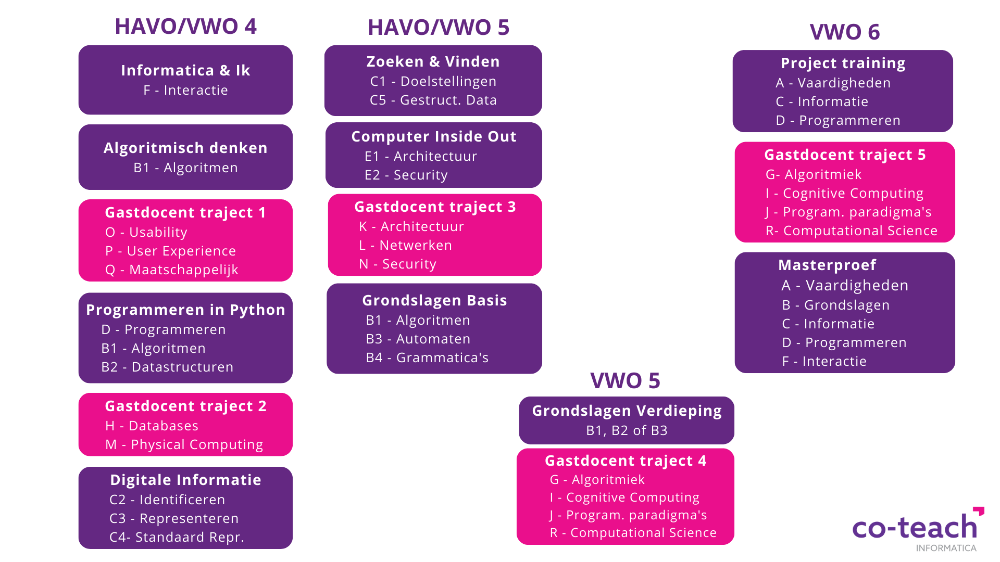 HAVO/VWO 4
Informatica & Ik
F - Interactie
Algoritmisch denken
B1 - Algoritmen
Gastdocent traject 1
O - Usability
P - User Experience
Q - Maatschappelijk
Programmeren in Python
D - Programmeren
B1 - Algoritmen
B2 - Datastructuren
Gastdocent traject 2
H - Databases
M - Physical Computing
Digitale Informatie
C2 - Identificeren
C3 - Representeren
C4- Standaard Repr.
HAVO/VWO 5
Zoeken & Vinden
C1 - Doelstellingen
C5 - Gestruct. Data
Computer Inside Out
E1 - Architectuur
E2 - Security
Gastdocent traject 3
K - Architectuur
L - Netwerken
N - Security
Grondslagen Basis
B1 - Algoritmen
B3 - Automaten
B4 - Grammatica's
VWO 5
Grondslagen Verdieping
B1, B2 of B3
Gastdocent traject 4
G - Algoritmiek
I - Cognitive Computing
J - Program. paradigma's
R - Computational Science
VWO 6
Project training
A - Vaardigheden
C - Informatie
D - Programmeren
Gastdocent traject 5
G- Algoritmiek
I - Cognitive Computing
J - Program. paradigma's
R- Computational Science
Masterproef
A - Vaardigheden
B - Grondslagen
C - Informatie
D - Programmeren
F - Interactie
co-teach
INFORMATICA